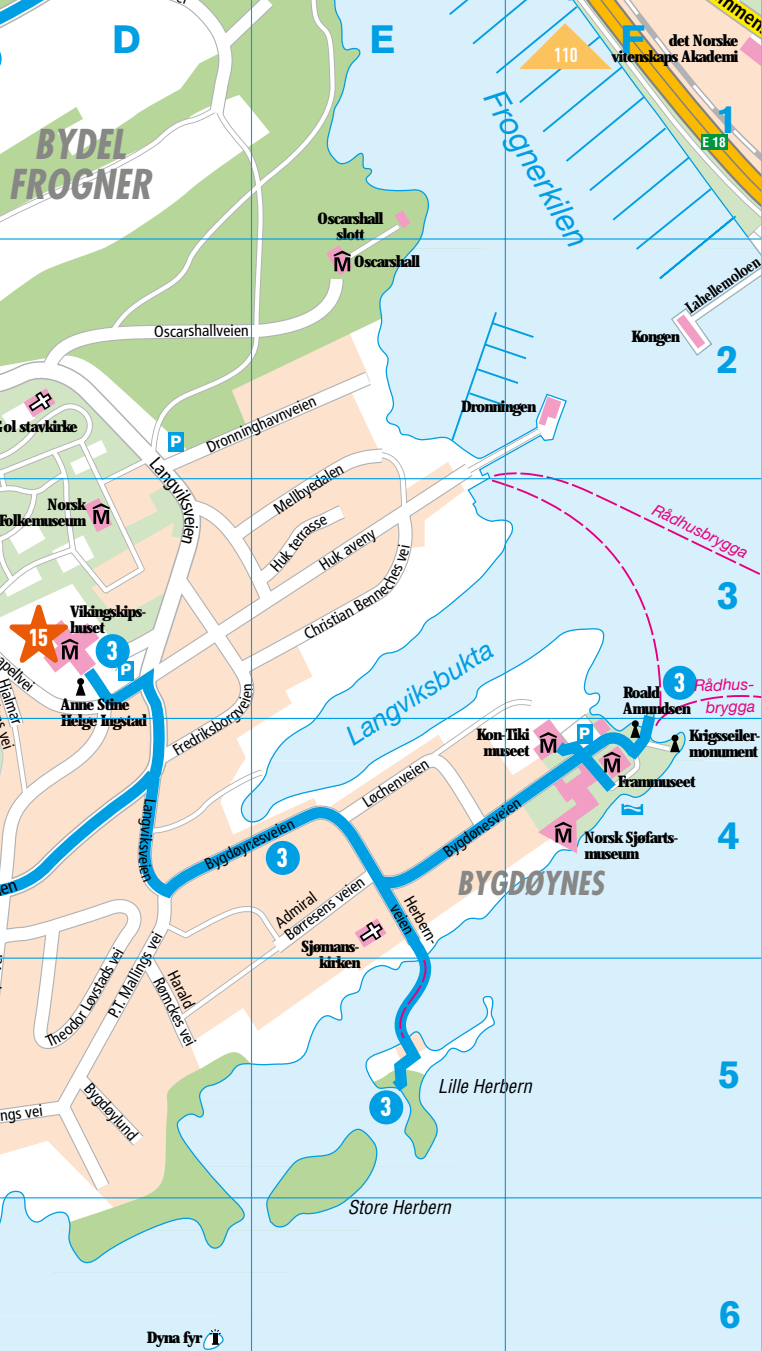 D
E
F
1
2
3
4
5
6
110
E 18
det Norske
vitenskaps Akademi
BYDEL
FROGNER
Frognerkilen
Oscarshall
slott
Oscarshall
Lahellemoloen
Kongen
Oscarshallveien
Dronningen
Gol stavkirke
P
Dronninghavnveien
Langviksveien
Mellbyedalen
Norsk
Folkemuseum
M
Huk terrasse
Huk aveny
Christian Benneches vei
Rådhusbrygga
15
Vikingskips-
huset
M
3
P
Anne Stine
Helge Ingstad
Hjalmar
Langviksbukta
Fredriksborgveien
Roald
Amundsen
3
Rådhus-
brygga
Kon-Tiki
museet
M
P
Krigsseiler-
monument
M
Frammuseet
Løchenveien
Langviksveien
Bygdøynesveien
3
Bygdønesveien
M
Norsk Sjøfarts-
museum
BYGDØYNES
Admiral
Børresens veien
Herbern-
veien
Sjømans-
kirken
Theodor Løvstads vei
P.T. Mallings vei
Harald
Rømckes vei
ngs vei
Bygdøylund
3
Lille Herbern
Store Herbern
Dyna fyr
M